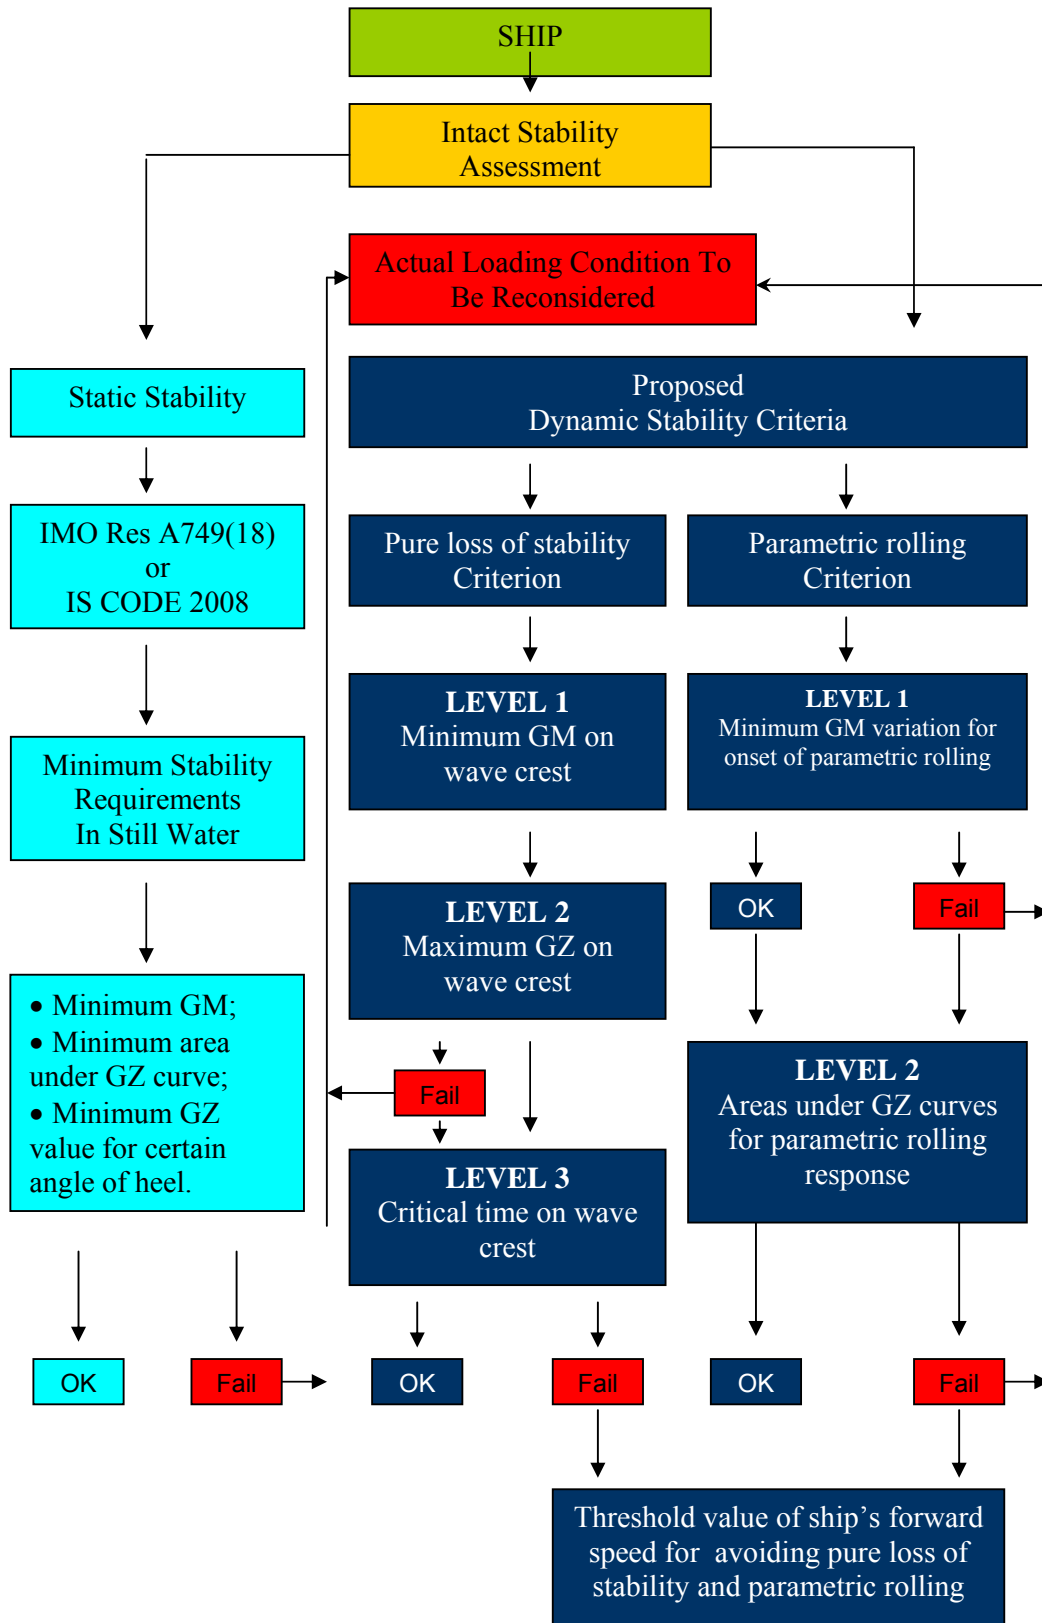 SHIP
Intact Stability
Assessment
Actual Loading Condition To
Be Reconsidered
Static Stability
IMO Res A749(18)
or
IS CODE 2008
Minimum Stability
Requirements
In Still Water
• Minimum GM;
• Minimum area
under GZ curve;
• Minimum GZ
value for certain
angle of heel.
OK
Fail
Proposed
Dynamic Stability Criteria
Pure loss of stability
Criterion
LEVEL 1
Minimum GM on
wave crest
LEVEL 2
Maximum GZ on
wave crest
Fail
LEVEL 3
Critical time on wave
crest
OK
Fail
Parametric rolling
Criterion
LEVEL 1
Minimum GM variation for
onset of parametric rolling
OK
Fail
LEVEL 2
Areas under GZ curves
for parametric rolling
response
OK
Fail
Threshold value of ship’s forward
speed for avoiding pure loss of
stability and parametric rolling